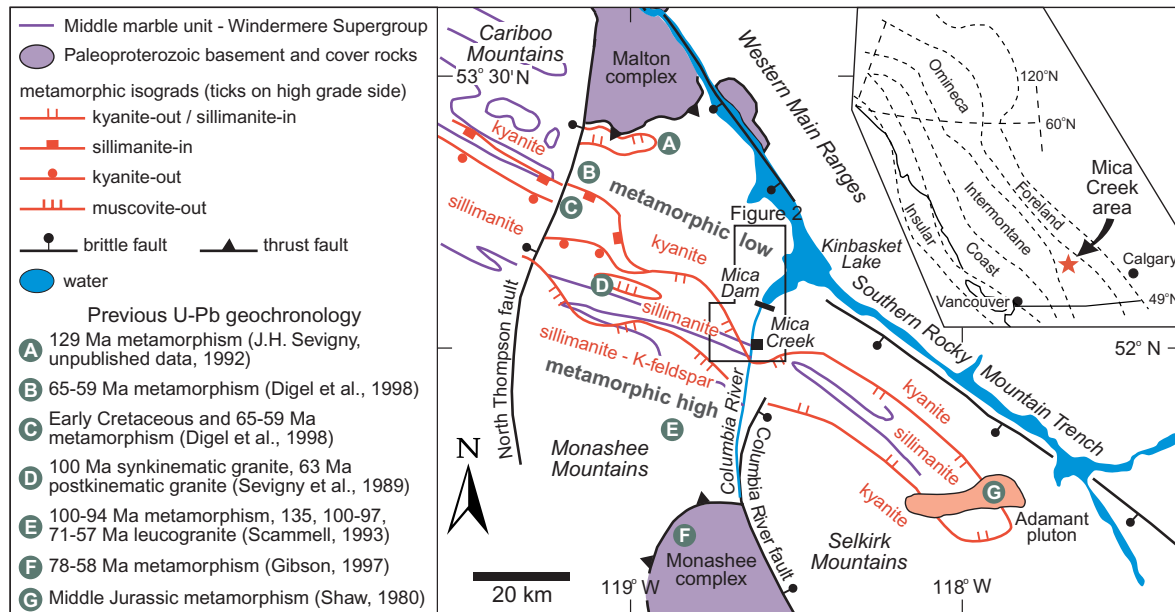 Middle marble unit - Windermere Supergroup
Paleoproterozoic basement and cover rocks
metamorphic isograds (ticks on high grade side)
kyanite-out / sillimanite-in
sillimanite-in
kyanite-out
muscovite-out
brittle fault
thrust fault
water
Previous U-Pb geochronology
A 129 Ma metamorphism (J.H. Sevigny,
unpublished data, 1992)
B 65-59 Ma metamorphism (Digel et al., 1998)
C Early Cretaceous and 65-59 Ma
metamorphism (Digel et al., 1998)
D 100 Ma synkinematic granite, 63 Ma
postkinematic granite (Sevigny et al., 1989)
E 100-94 Ma metamorphism, 135, 100-97,
71-57 Ma leucogranite (Scammell, 1993)
F 78-58 Ma metamorphism (Gibson, 1997)
G Middle Jurassic metamorphism (Shaw, 1980)
Cariboo
Mountains
53° 30' N
Malton
complex
Western Main Ranges
kyanite
A
B
C
metamorphic low
Figure 2
sillimanite
kyanite
Kinbasket
Lake
Mica
Dam
D
sillimanite
Mica
Creek
sillimanite - K-feldspar
metamorphic high
E
North Thompson fault
Monashee
Mountains
Columbia River
Columbia River fault
Southern Rocky
Mountain Trench
kyanite
sillimanite
kyanite
G
Adamant
pluton
Selkirk
Mountains
F
Monashee
complex
N
20 km
119° W
118° W
52° N
Omineca
120°N
60°N
Mica
Creek
area
Foreland
Intermontane
Insular
Coast
Calgary
Vancouver
49°N